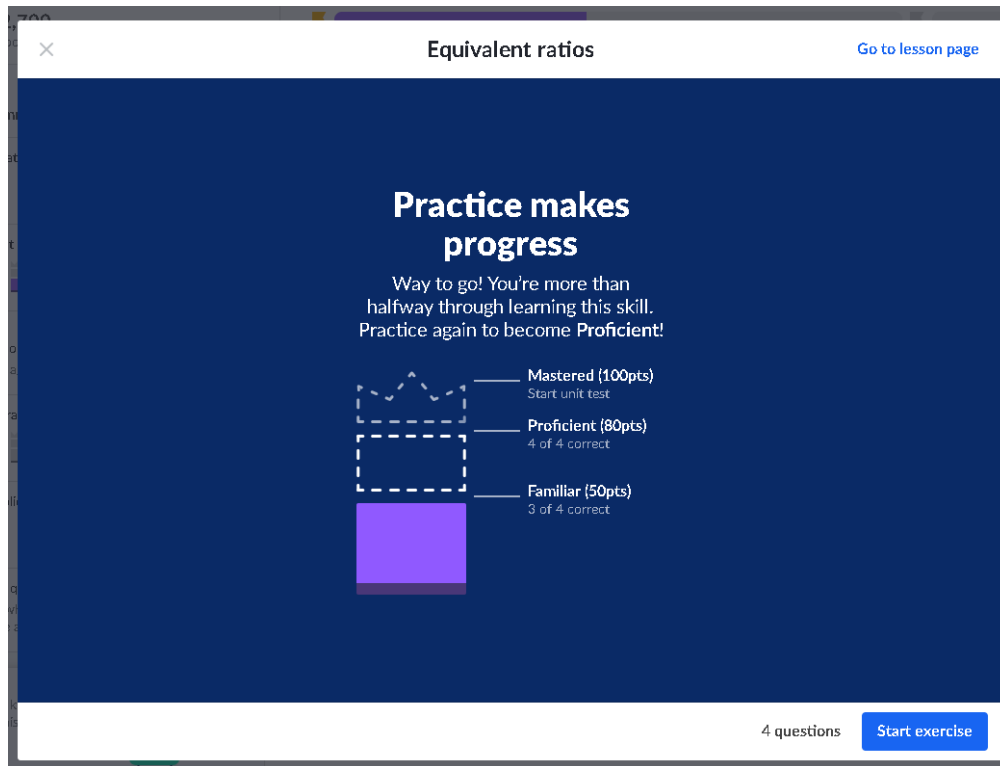 2,700
Equivalent ratios
Go to lesson page
Practice makes
progress
Way to go! You’re more than
halfway through learning this skill.
Practice again to become Proficient!
Mastered (100pts)
Start unit test
Proficient (80pts)
4 of 4 correct
Familiar (50pts)
3 of 4 correct
4 questions
Start exercise